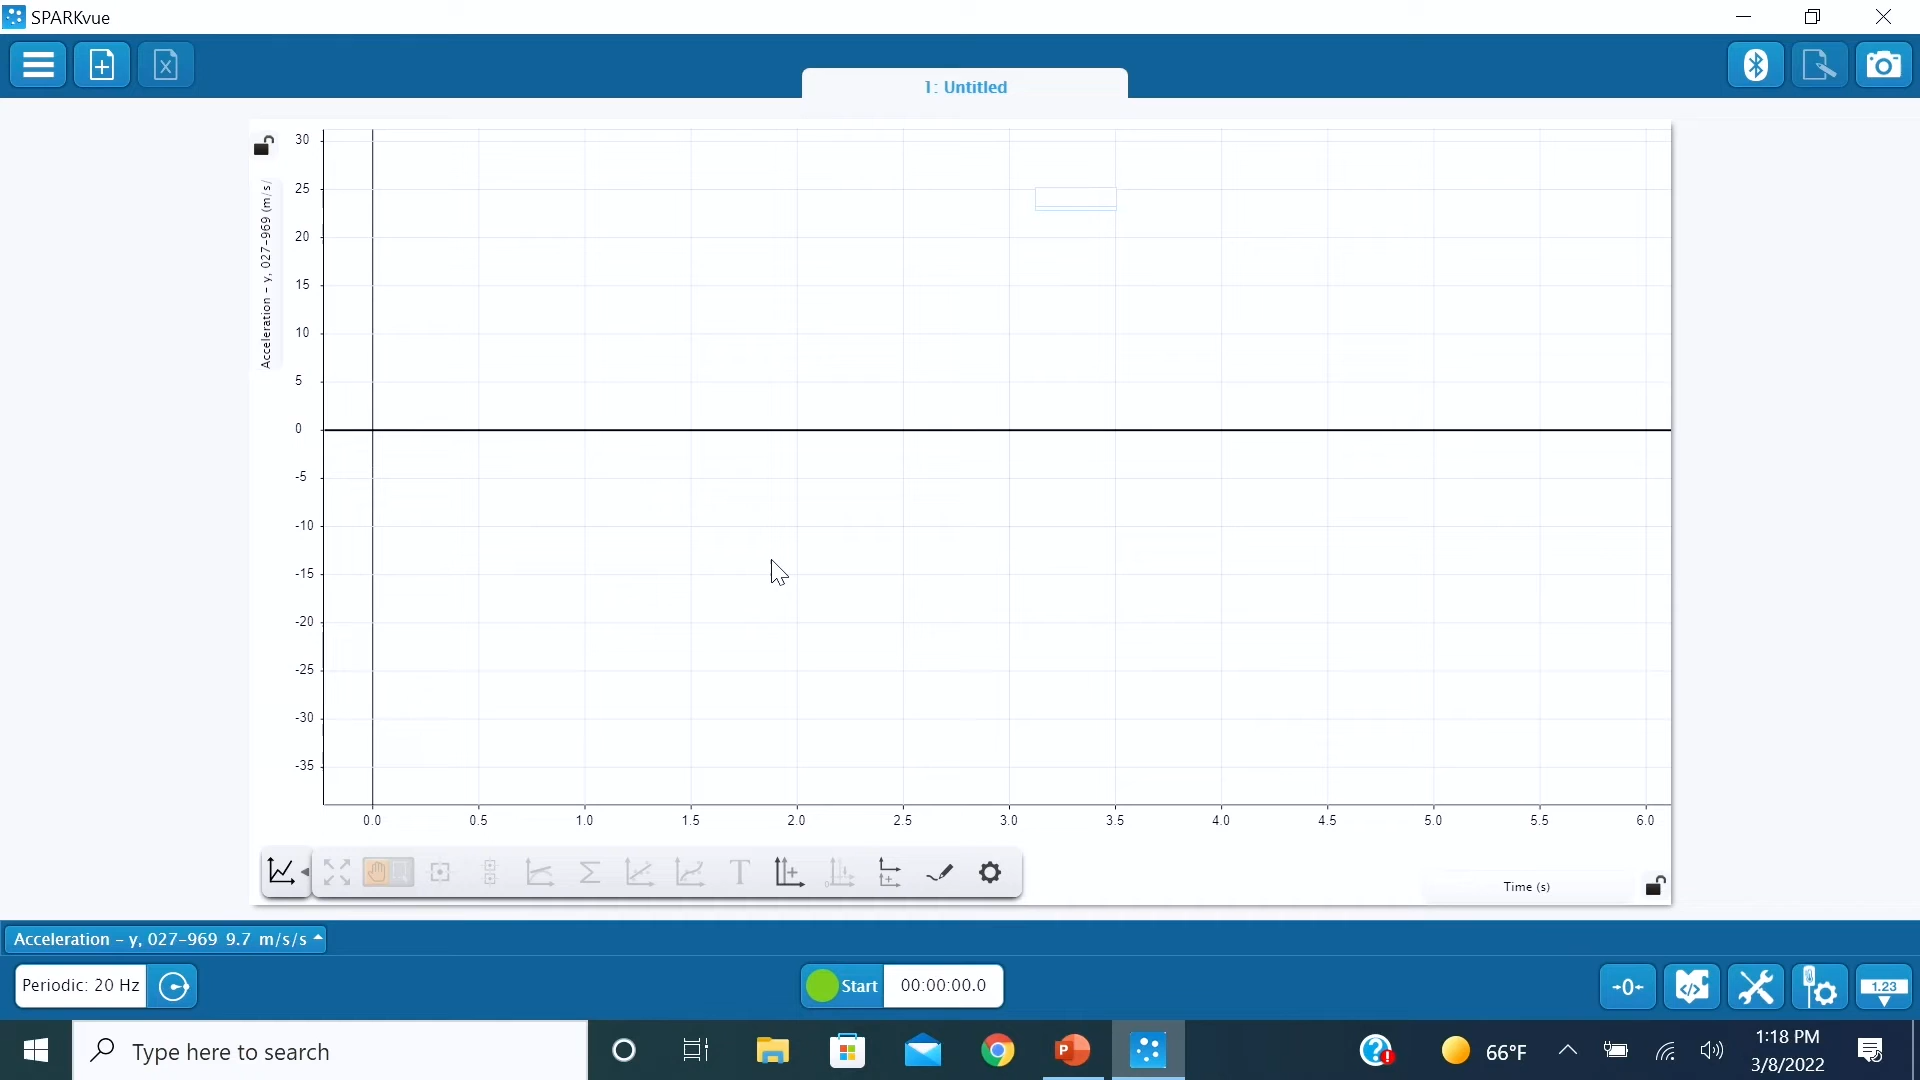 SPARKvue
1: Untitled
30
25
20
15
10
5
0
-5
-10
-15
-20
-25
-30
-35
Acceleration - y, 027-969 (m/s/
0.0 0.5 1.0 1.5 2.0 2.5 3.0 3.5 4.0 4.5 5.0 5.5 6.0
Time (s)
Acceleration - y, 027-969 9.7 m/s/s
Periodic: 20 Hz
Start 00:00:00.0
1.23
Type here to search
66°F
1:18 PM
3/8/2022